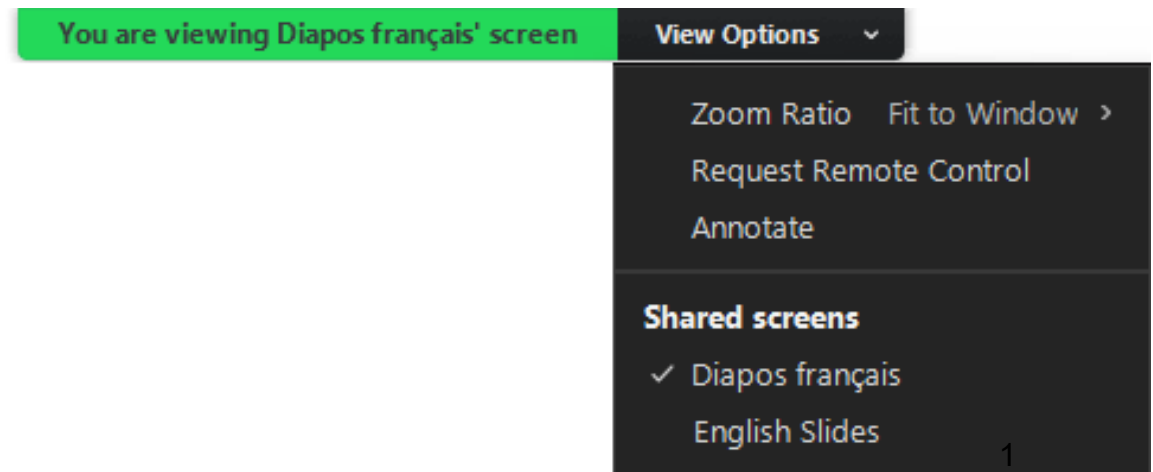 You are viewing Diapos français' screen View Options
Zoom Ratio Fit to Window >
Request Remote Control
Annotate
Shared screens
✓ Diapos français
English Slides
1